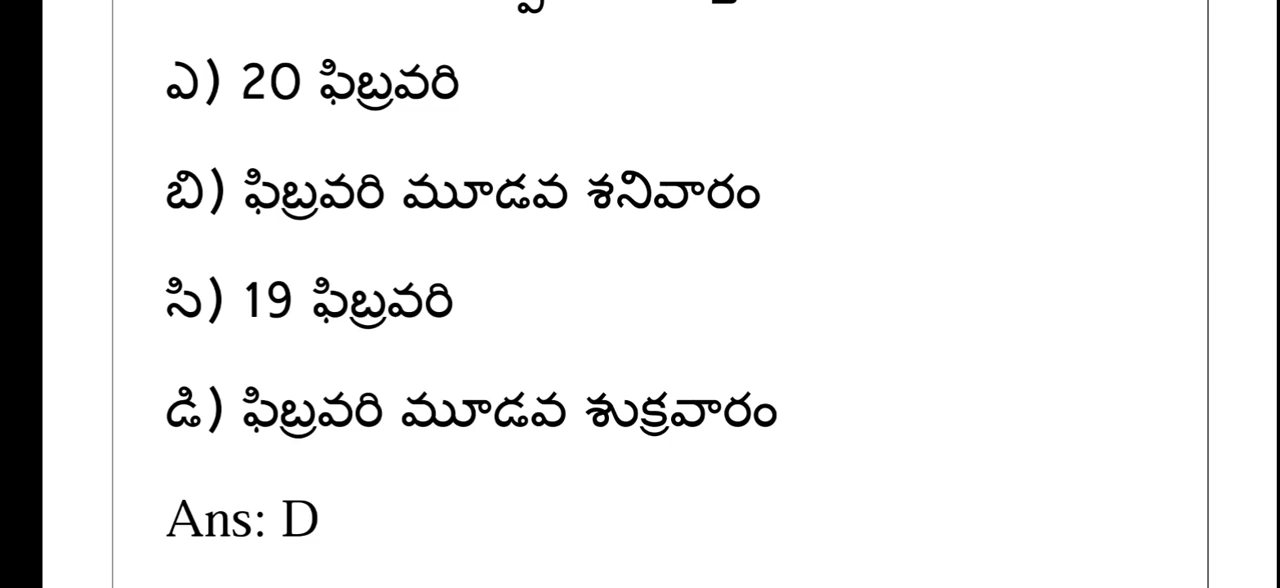 ఎ) 20 ఫిబ్రవరి
బి) ఫిబ్రవరి మూడవ శనివారం
సి) 19 ఫిబ్రవరి
డి) ఫిబ్రవరి మూడవ శుక్రవారం
Ans: D